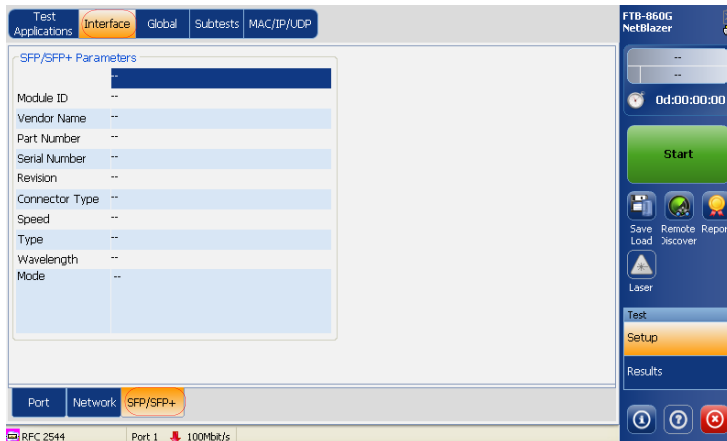 Test
Applications
Interface
Global
Subtests
MAC/IP/UDP
SFP/SFP+ Parameters
--
Module ID --
Vendor Name --
Part Number --
Serial Number --
Revision --
Connector Type --
Speed --
Type --
Wavelength --
Mode --
Port
Network
SFP/SFP+
RFC 2544 Port 1 100Mbit/s
FTB-860G
NetBlazer
--
--
0d:00:00:00
Start
Save
Load
Remote
Discover
Repor
Laser
Test
Setup
Results